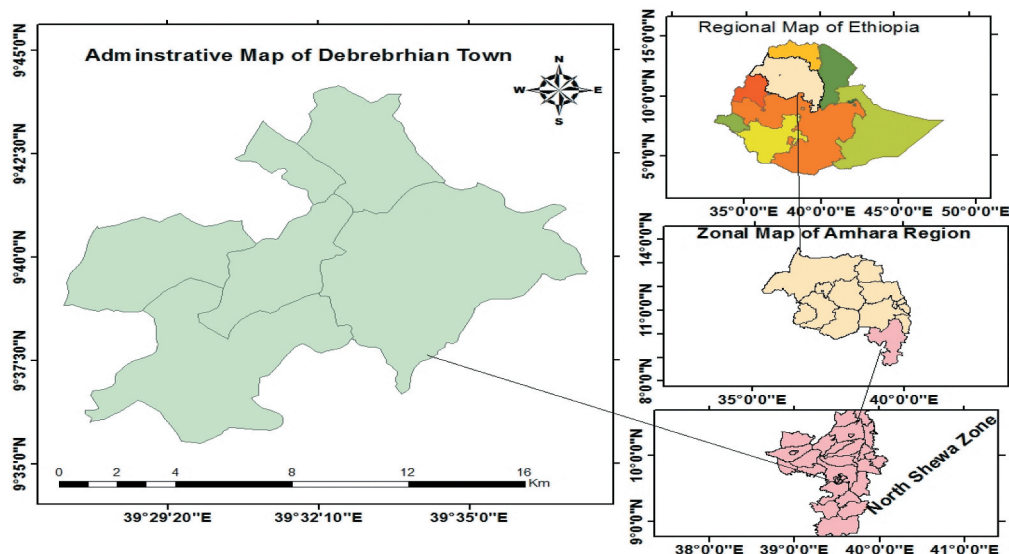 Adminstrative Map of Debrebrhian Town
N
W E
S
9°45'0"N
9°42'30"N
9°40'0"N
9°37'30"N
9°35'0"N
0 2 4 8 12 16
Km
39°29'20"E 39°32'10"E 39°35'0"E
Regional Map of Ethiopia
15°0'0"N
10°0'0"N
5°0'0"N
35°0'0"E 40°0'0"E 45°0'0"E 50°0'0"E
Zonal Map of Amhara Region
14°0'0"N
11°0'0"N
8°0'0"N
35°0'0"E 40°0'0"E
North Shewa Zone
10°0'0"N
9°0'0"N
38°0'0"E 39°0'0"E 40°0'0"E 41°0'0"E